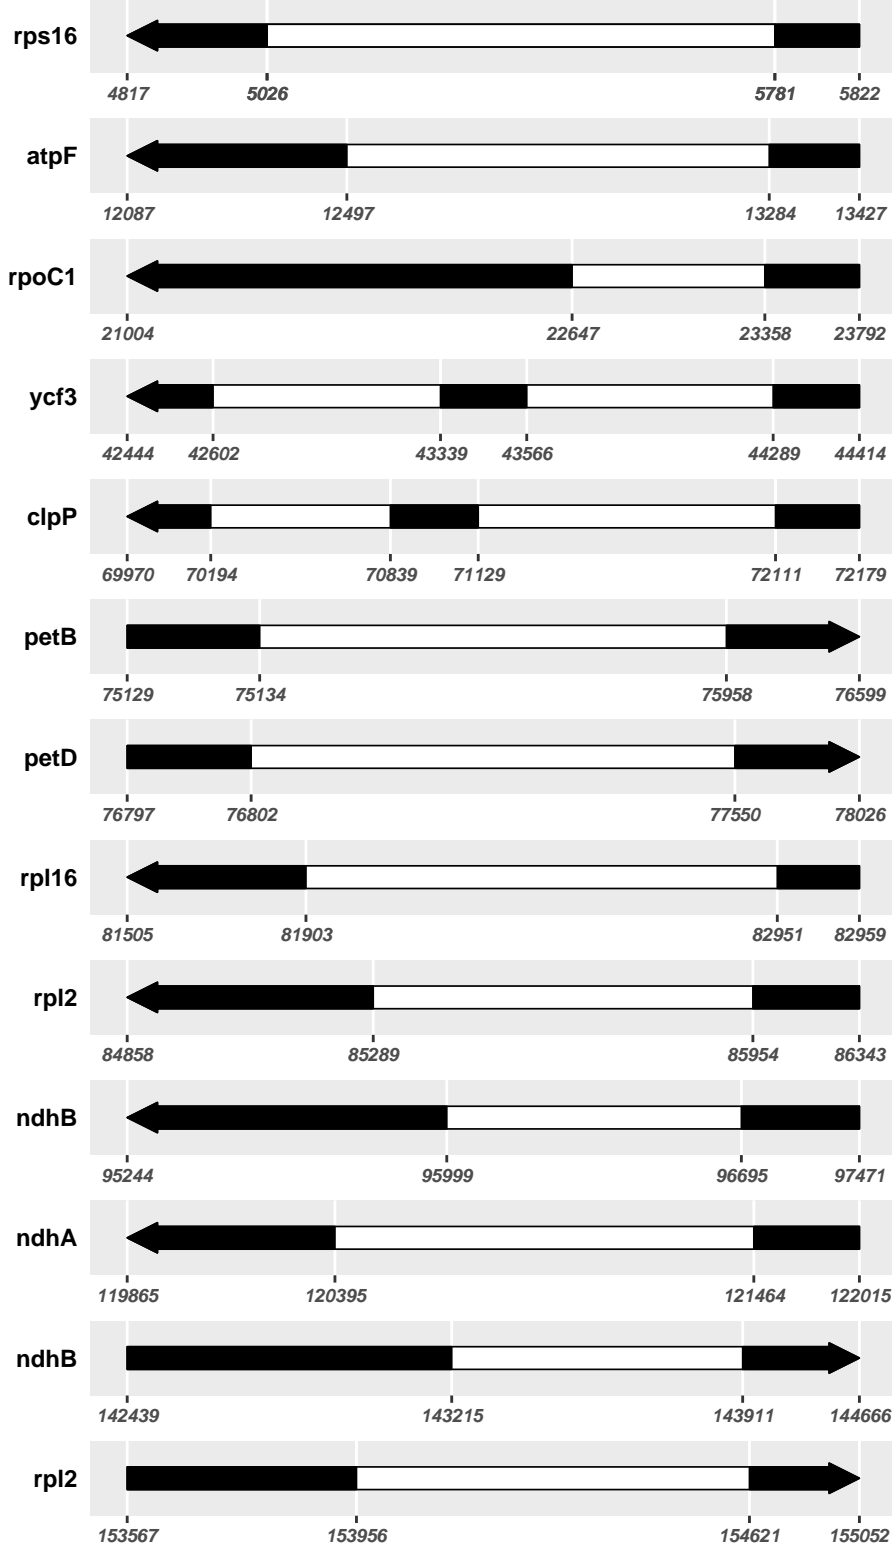 rps16
4817 5026 5781 5822
atpF
12087 12497 13284 13427
rpoC1
21004 22647 23358 23792
ycf3
42444 42602 43339 43566 44289 44414
clpP
69970 70194 70839 71129 72111 72179
petB
75129 75134 75958 76599
petD
76797 76802 77550 78026
rpl16
81505 81903 82951 82959
rpl2
84858 85289 85954 86343
ndhB
95244 95999 96695 97471
ndhA
119865 120395 121464 122015
ndhB
142439 143215 143911 144666
rpl2
153567 153956 154621 155052